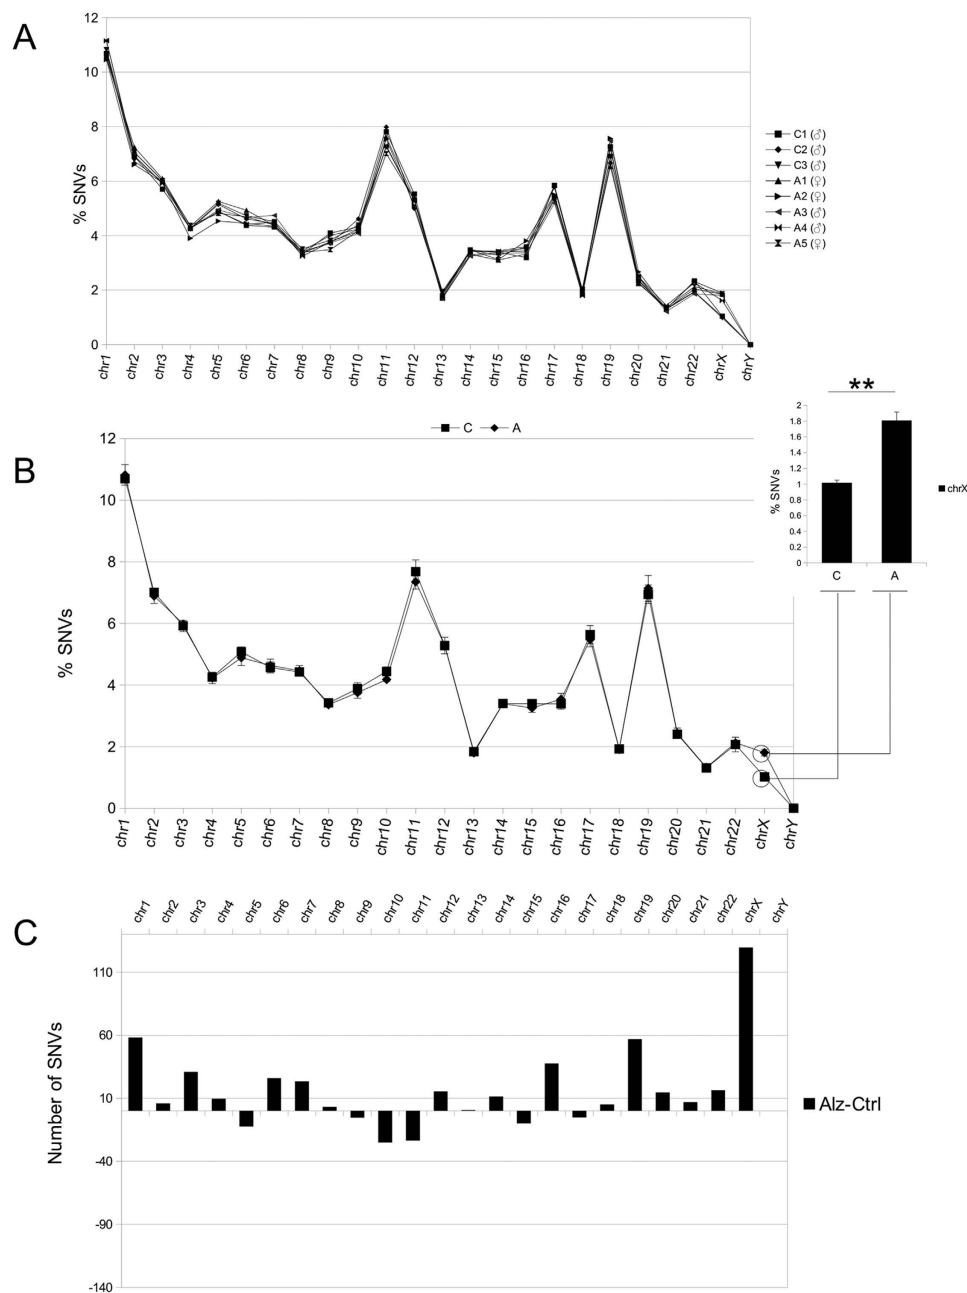 A
12
10
8
6
4
2
0
% SNVs
chr1 chr2 chr3 chr4 chr5 chr6 chr7 chr8 chr9 chr10 chr11 chr12 chr13 chr14 chr15 chr16 chr17 chr18 chr19 chr20 chr21 chr22 chrX chrY
C1 (♂)
C2 (♂)
C3 (♂)
A1 (♀)
A2 (♀)
A3 (♂)
A4 (♂)
A5 (♀)
B
C A
12
10
8
6
4
2
0
% SNVs
chr1 chr2 chr3 chr4 chr5 chr6 chr7 chr8 chr9 chr10 chr11 chr12 chr13 chr14 chr15 chr16 chr17 chr18 chr19 chr20 chr21 chr22 chrX chrY
**
2
1.8
1.6
1.4
1.2
1
0.8
0.6
0.4
0.2
0
% SNVs
C A
chrX
C
chr1 chr2 chr3 chr4 chr5 chr6 chr7 chr8 chr9 chr10 chr11 chr12 chr13 chr14 chr15 chr16 chr17 chr18 chr19 chr20 chr21 chr22 chrX chrY
110
60
10
-40
-90
-140
Number of SNVs
Alz-Ctrl